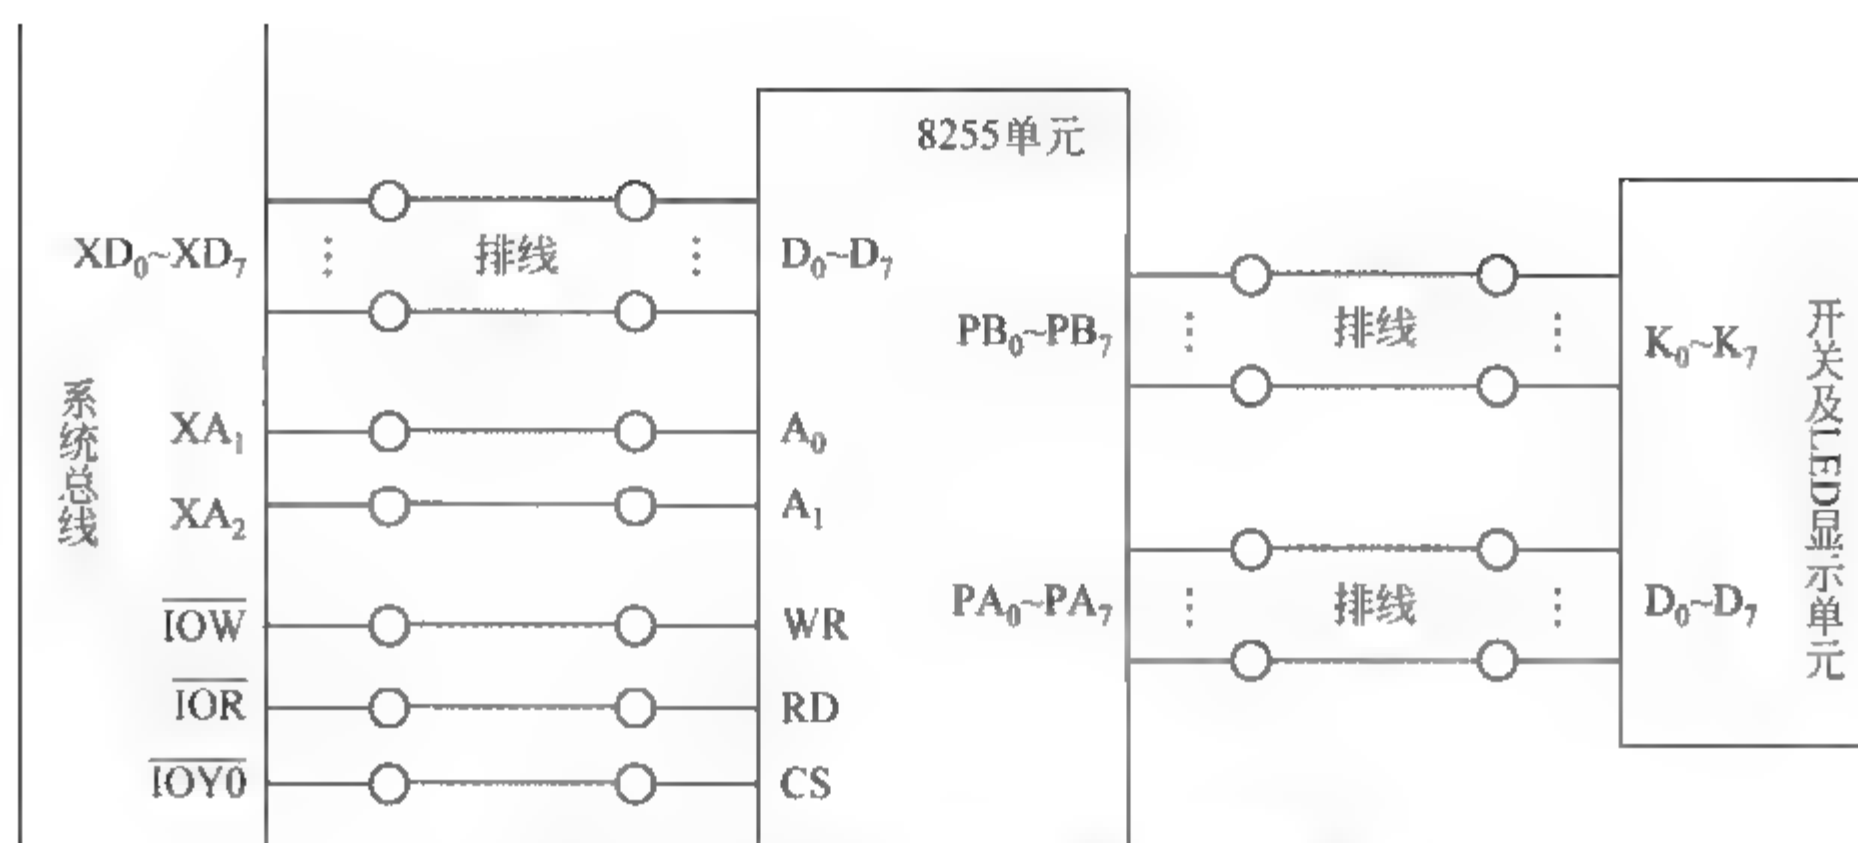 8255单元
XD₀~XD₇
排线
D₀~D₇
PB₀~PB₇
排线
K₀~K₇
系统总线
XA₁
A₀
XA₂
A₁
开关及LED显示单元
IOW
WR
PA₀~PA₇
排线
D₀~D₇
IOR
RD
IOY0
CS